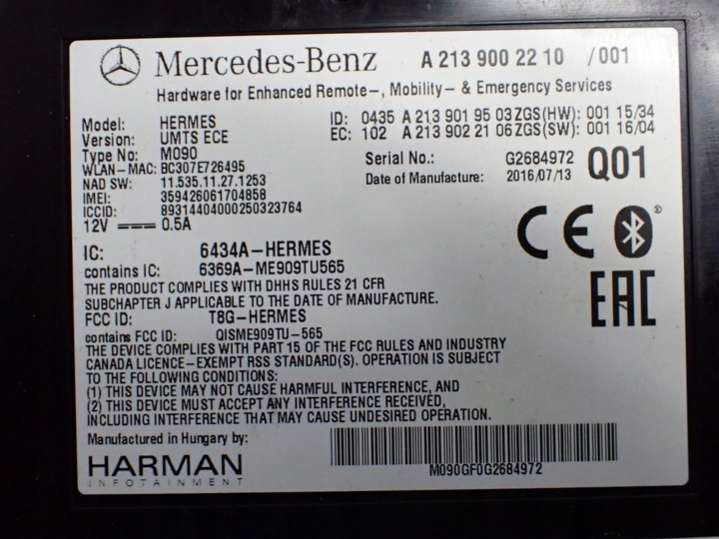 Mercedes-Benz A 213 900 22 10 /001
Hardware for Enhanced Remote-, Mobility- & Emergency Services
Model: HERMES
Version: UMTS ECE
Type No: M090
WLAN-MAC: BC307E726495
NAD SW: 11.535.11.27.1253
IMEI: 359426061704858
ICCID: 89314404000250323764
12V 0.5A
ID: 0435 A 213 901 95 03 ZGS(HW): 001 15/34
EC: 102 A 213 902 21 06 ZGS(SW): 001 16/04
Serial No.: G2684972
Date of Manufacture: 2016/07/13
Q01
CE
EAC
IC: 6434A-HERMES
contains IC: 6369A-ME909TU565
THE PRODUCT COMPLIES WITH DHHS RULES 21 CFR
SUBCHAPTER J APPLICABLE TO THE DATE OF MANUFACTURE.
FCC ID: T8G-HERMES
contains FCC ID: QISME909TU-565
THE DEVICE COMPLIES WITH PART 15 OF THE FCC RULES AND INDUSTRY
CANADA LICENCE-EXEMPT RSS STANDARD(S). OPERATION IS SUBJECT
TO THE FOLLOWING CONDITIONS:
(1) THIS DEVICE MAY NOT CAUSE HARMFUL INTERFERENCE, AND
(2) THIS DEVICE MUST ACCEPT ANY INTERFERENCE RECEIVED,
INCLUDING INTERFERENCE THAT MAY CAUSE UNDESIRED OPERATION.
Manufactured in Hungary by:
HARMAN
INFOTAINMENT
M090GF0G2684972